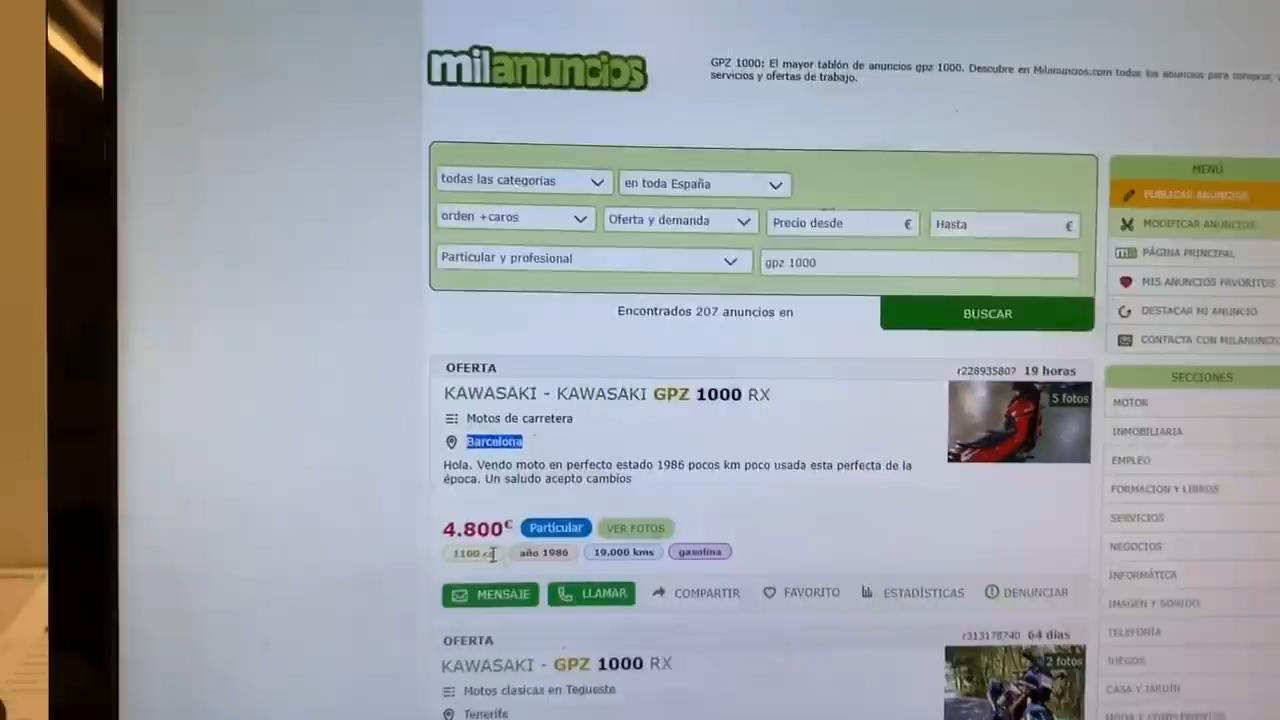 milanuncios
GPZ 1000: El mayor tablón de anuncios gpz 1000. Descubre en Milanuncios.com todos los anuncios para comprar,
servicios y ofertas de trabajo.
todas las categorías
en toda España
orden +caros
Oferta y demanda
Precio desde €
Hasta €
Particular y profesional
gpz 1000
Encontrados 207 anuncios en
BUSCAR
MENÚ
PUBLICAR ANUNCIOS
MODIFICAR ANUNCIOS
PÁGINA PRINCIPAL
MIS ANUNCIOS FAVORITOS
DESTACAR MI ANUNCIO
CONTACTA CON MILANUNCIO
SECCIONES
MOTOR
INMOBILIARIA
EMPLEO
FORMACIÓN Y LIBROS
SERVICIOS
NEGOCIOS
INFORMÁTICA
IMAGEN Y SONIDO
TELEFONÍA
JUEGOS
CASA Y JARDÍN
OFERTA
r228935807 19 horas
KAWASAKI - KAWASAKI GPZ 1000 RX
5 fotos
Motos de carretera
Barcelona
Hola. Vendo moto en perfecto estado 1986 pocos km poco usada esta perfecta de la
época. Un saludo acepto cambios
4.800€
Particular
VER FOTOS
1100 cc
año 1986
19.000 kms
gasolina
MENSAJE
LLAMAR
COMPARTIR
FAVORITO
ESTADÍSTICAS
DENUNCIAR
OFERTA
r313178740 64 días
KAWASAKI - GPZ 1000 RX
2 fotos
Motos clasicas en Tegueste
Tenerife